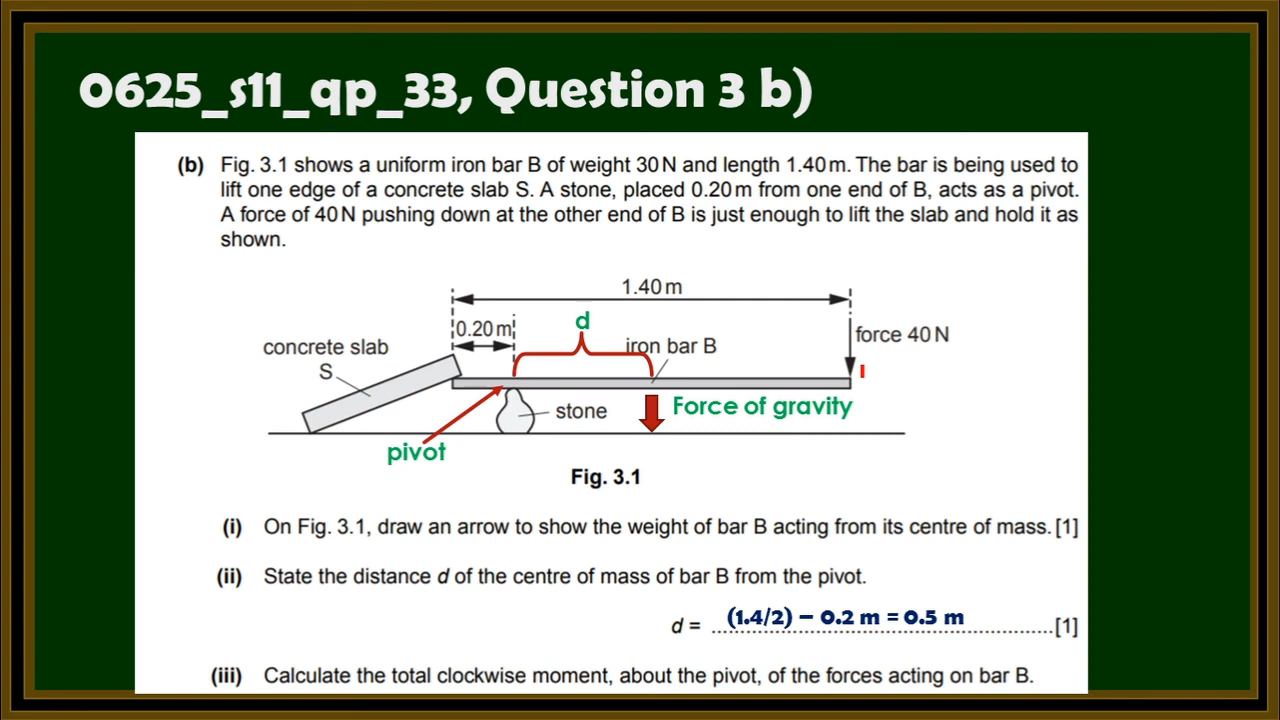 0625_s11_qp_33, Question 3 b)
(b) Fig. 3.1 shows a uniform iron bar B of weight 30 N and length 1.40 m. The bar is being used to
lift one edge of a concrete slab S. A stone, placed 0.20 m from one end of B, acts as a pivot.
A force of 40 N pushing down at the other end of B is just enough to lift the slab and hold it as
shown.
1.40 m
0.20 m
d
iron bar B
force 40 N
concrete slab
S
stone
Force of gravity
pivot
Fig. 3.1
(i) On Fig. 3.1, draw an arrow to show the weight of bar B acting from its centre of mass. [1]
(ii) State the distance d of the centre of mass of bar B from the pivot.
d = (1.4/2) – 0.2 m = 0.5 m [1]
(iii) Calculate the total clockwise moment, about the pivot, of the forces acting on bar B.